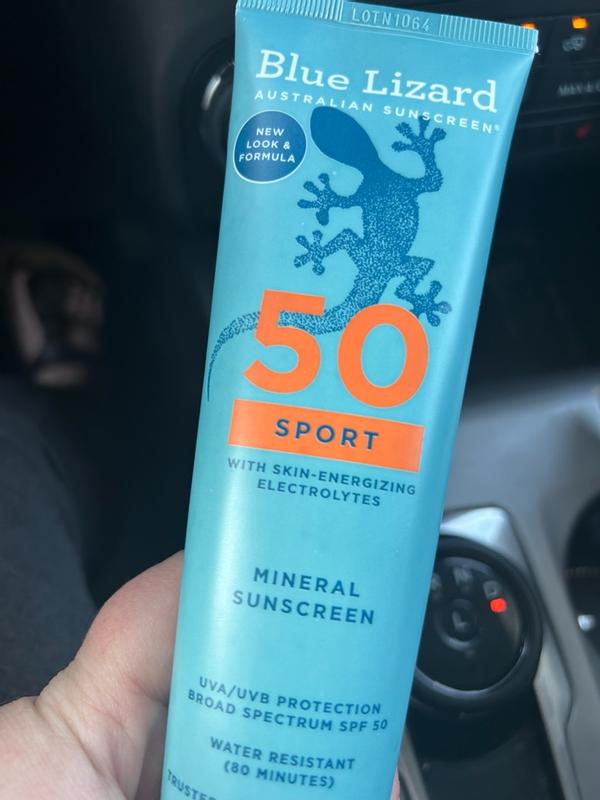 LOTN1064
Blue Lizard
AUSTRALIAN SUNSCREEN®
NEW
LOOK &
FORMULA
50
SPORT
WITH SKIN-ENERGIZING
ELECTROLYTES
MINERAL
SUNSCREEN
UVA/UVB PROTECTION
BROAD SPECTRUM SPF 50
WATER RESISTANT
(80 MINUTES)
TRUSTED
R N D
L